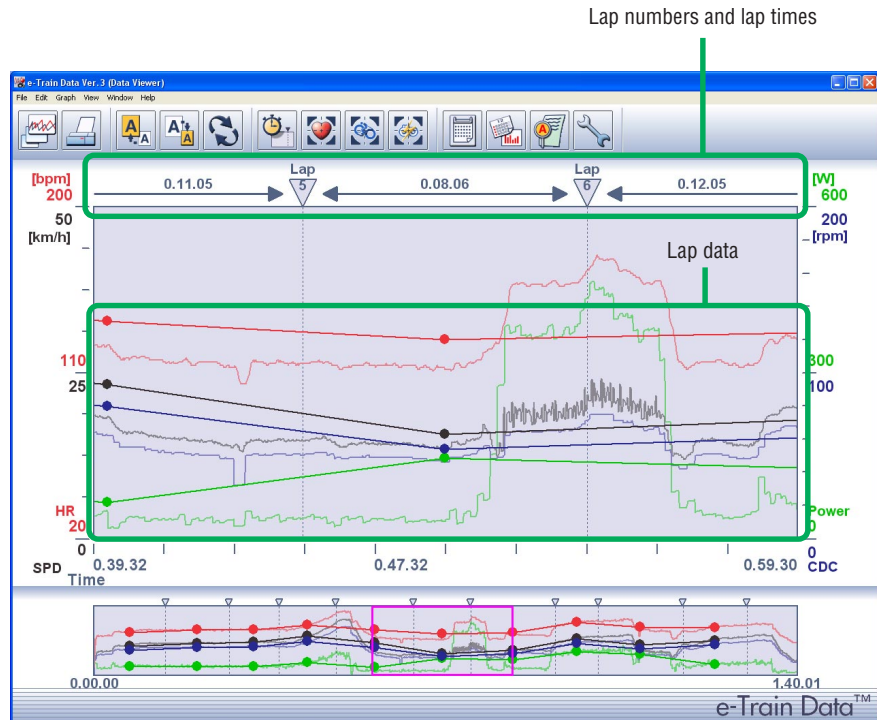 Lap numbers and lap times
e-Train Data Ver. 3 (Data Viewer)
File Edit Graph View Window Help
A A
A A
A
Lap Lap
[bpm] 0.11.05 5 0.08.06 6 0.12.05 [W]
200 600
50 200
[km/h] [rpm]
Lap data
110 300
25 100
HR Power
20 0
0 0
SPD 0.39.32 0.47.32 0.59.30 CDC
Time
0.00.00 1.40.01
e-Train Data™